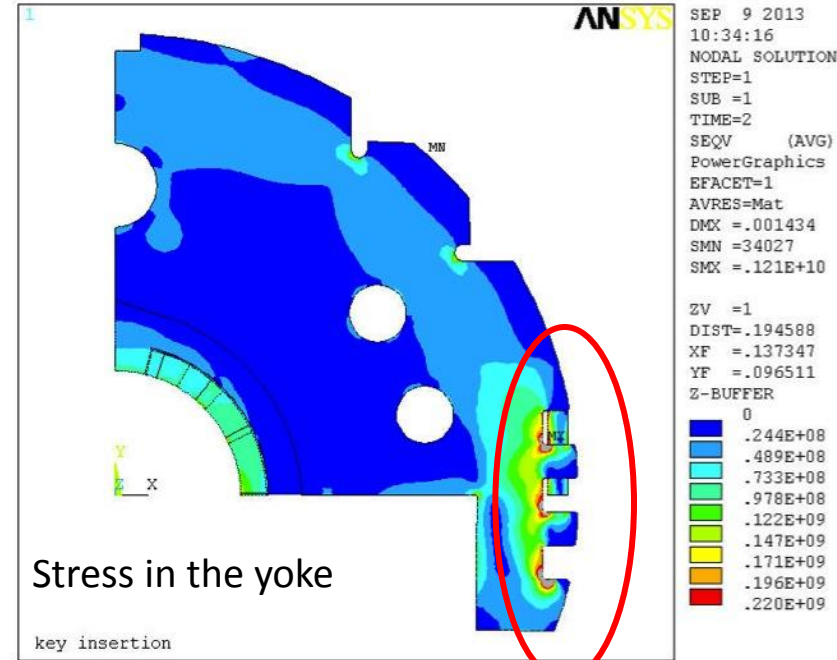 1
ANSYS
SEP 9 2013
10:34:16
NODAL SOLUTION
STEP=1
SUB =1
TIME=2
SEQV (AVG)
PowerGraphics
EFACET=1
AVRES=Mat
DMX =.001434
SMN =34027
SMX =.121E+10
ZV =1
DIST=.194588
XF =.137347
YF =.096511
Z-BUFFER
0
.244E+08
.489E+08
.733E+08
.978E+08
.122E+09
.147E+09
.171E+09
.196E+09
.220E+09
MN
MX
Y
Z X
Stress in the yoke
key insertion